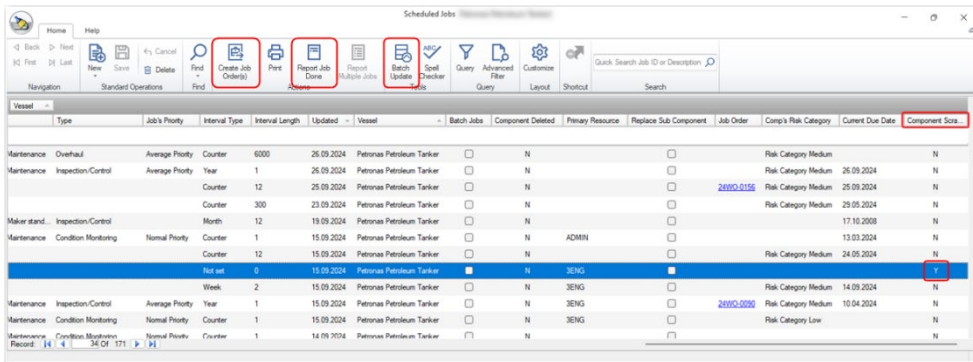 Scheduled Jobs
Home Help
Back Next
First Last
New Save
Cancel
Delete
Find
Create Job Order(s)
Print
Report Job Done
Report Multiple Jobs
Batch Update
Spell Checker
Query
Advanced Filter
Customize
Quick Search Job ID or Description
Navigation Standard Operations Find Actions Tools Query Layout Shortcut Search
Vessel
Type Job's Priority Interval Type Interval Length Updated Vessel Batch Jobs Component Deleted Primary Resource Replace Sub Component Job Order Comp's Risk Category Current Due Date Component Scra...
Maintenance Overhaul Average Priority Counter 6000 26.09.2024 Petronas Petroleum Tanker N Risk Category Medium N
Maintenance Inspection/Control Average Priority Year 1 26.09.2024 Petronas Petroleum Tanker N Risk Category Medium 26.09.2024 N
Counter 12 25.09.2024 Petronas Petroleum Tanker N 24WO-0156 Risk Category Medium 25.09.2024 N
Counter 300 23.09.2024 Petronas Petroleum Tanker N Risk Category Medium 29.05.2024 N
Maker stand... Inspection/Control Month 12 19.09.2024 Petronas Petroleum Tanker N 17.10.2008 N
Maintenance Condition Monitoring Normal Priority Counter 1 15.09.2024 Petronas Petroleum Tanker N ADMIN 13.03.2024 N
Counter 12 15.09.2024 Petronas Petroleum Tanker N Risk Category Medium 24.05.2024 N
Not set 0 15.09.2024 Petronas Petroleum Tanker N 3ENG Y
Week 2 15.09.2024 Petronas Petroleum Tanker N 3ENG Risk Category Medium 14.09.2024 N
Maintenance Inspection/Control Average Priority Year 1 15.09.2024 Petronas Petroleum Tanker N 3ENG 24WO-0090 Risk Category Medium 10.04.2024 N
Maintenance Condition Monitoring Normal Priority Counter 1 15.09.2024 Petronas Petroleum Tanker N 3ENG Risk Category Low N
Maintenance Condition Monitoring Normal Priority Counter 1 14.09.2024 Petronas Petroleum Tanker N N
Record: 34 Of 171